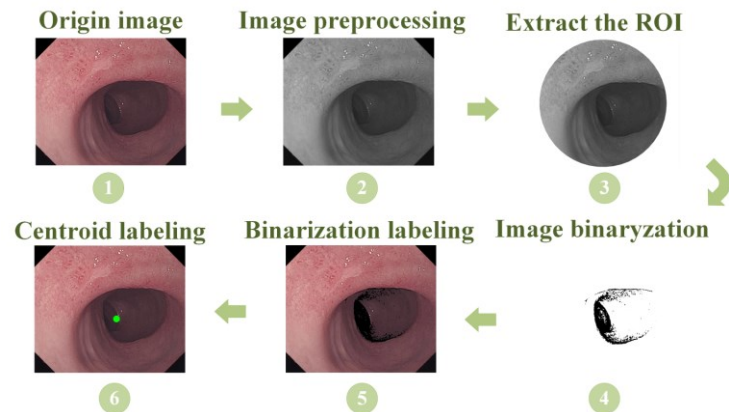 Origin image
Image preprocessing
Extract the ROI
1
2
3
Centroid labeling
Binarization labeling
Image binaryzation
6
5
4